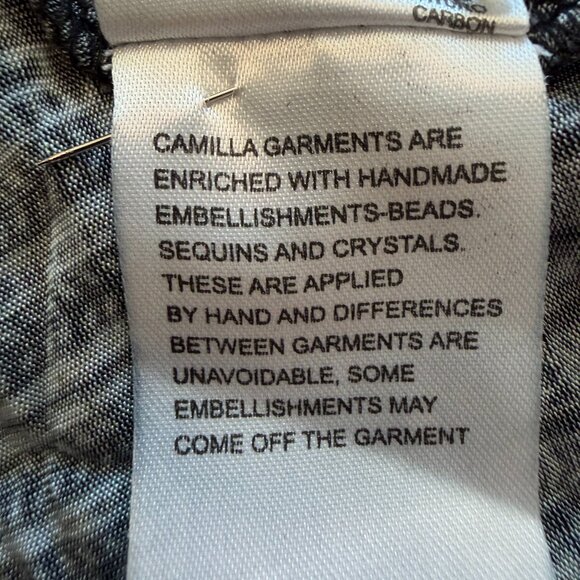 CARBON
CAMILLA GARMENTS ARE
ENRICHED WITH HANDMADE
EMBELLISHMENTS-BEADS.
SEQUINS AND CRYSTALS.
THESE ARE APPLIED
BY HAND AND DIFFERENCES
BETWEEN GARMENTS ARE
UNAVOIDABLE, SOME
EMBELLISHMENTS MAY
COME OFF THE GARMENT